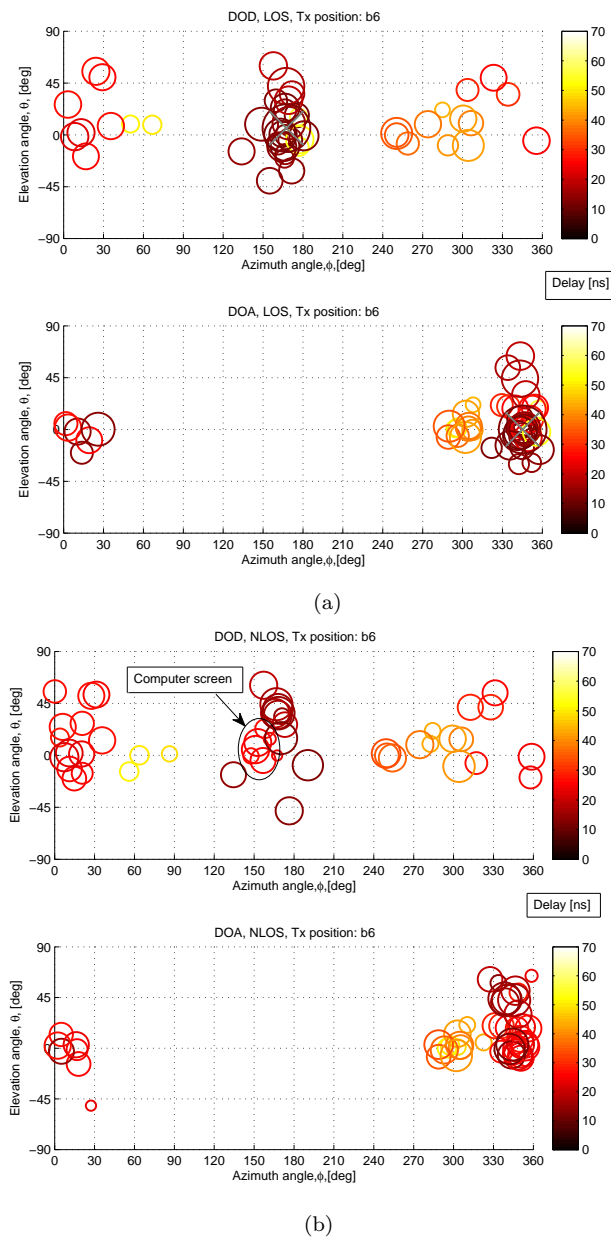 DOD, LOS, Tx position: b6
90
45
0
−45
−90
Elevation angle, θ, [deg]
0 30 60 90 120 150 180 210 240 270 300 330 360
Azimuth angle,ϕ,[deg]
70
60
50
40
30
20
10
0
Delay [ns]
DOA, LOS, Tx position: b6
90
45
0
−45
−90
Elevation angle, θ, [deg]
0 30 60 90 120 150 180 210 240 270 300 330 360
Azimuth angle,ϕ,[deg]
70
60
50
40
30
20
10
0
(a)
DOD, NLOS, Tx position: b6
Computer screen
90
45
0
−45
−90
Elevation angle, θ, [deg]
0 30 60 90 120 150 180 210 240 270 300 330 360
Azimuth angle,ϕ,[deg]
70
60
50
40
30
20
10
0
Delay [ns]
DOA, NLOS, Tx position: b6
90
45
0
−45
−90
Elevation angle, θ, [deg]
0 30 60 90 120 150 180 210 240 270 300 330 360
Azimuth angle,ϕ,[deg]
70
60
50
40
30
20
10
0
(b)